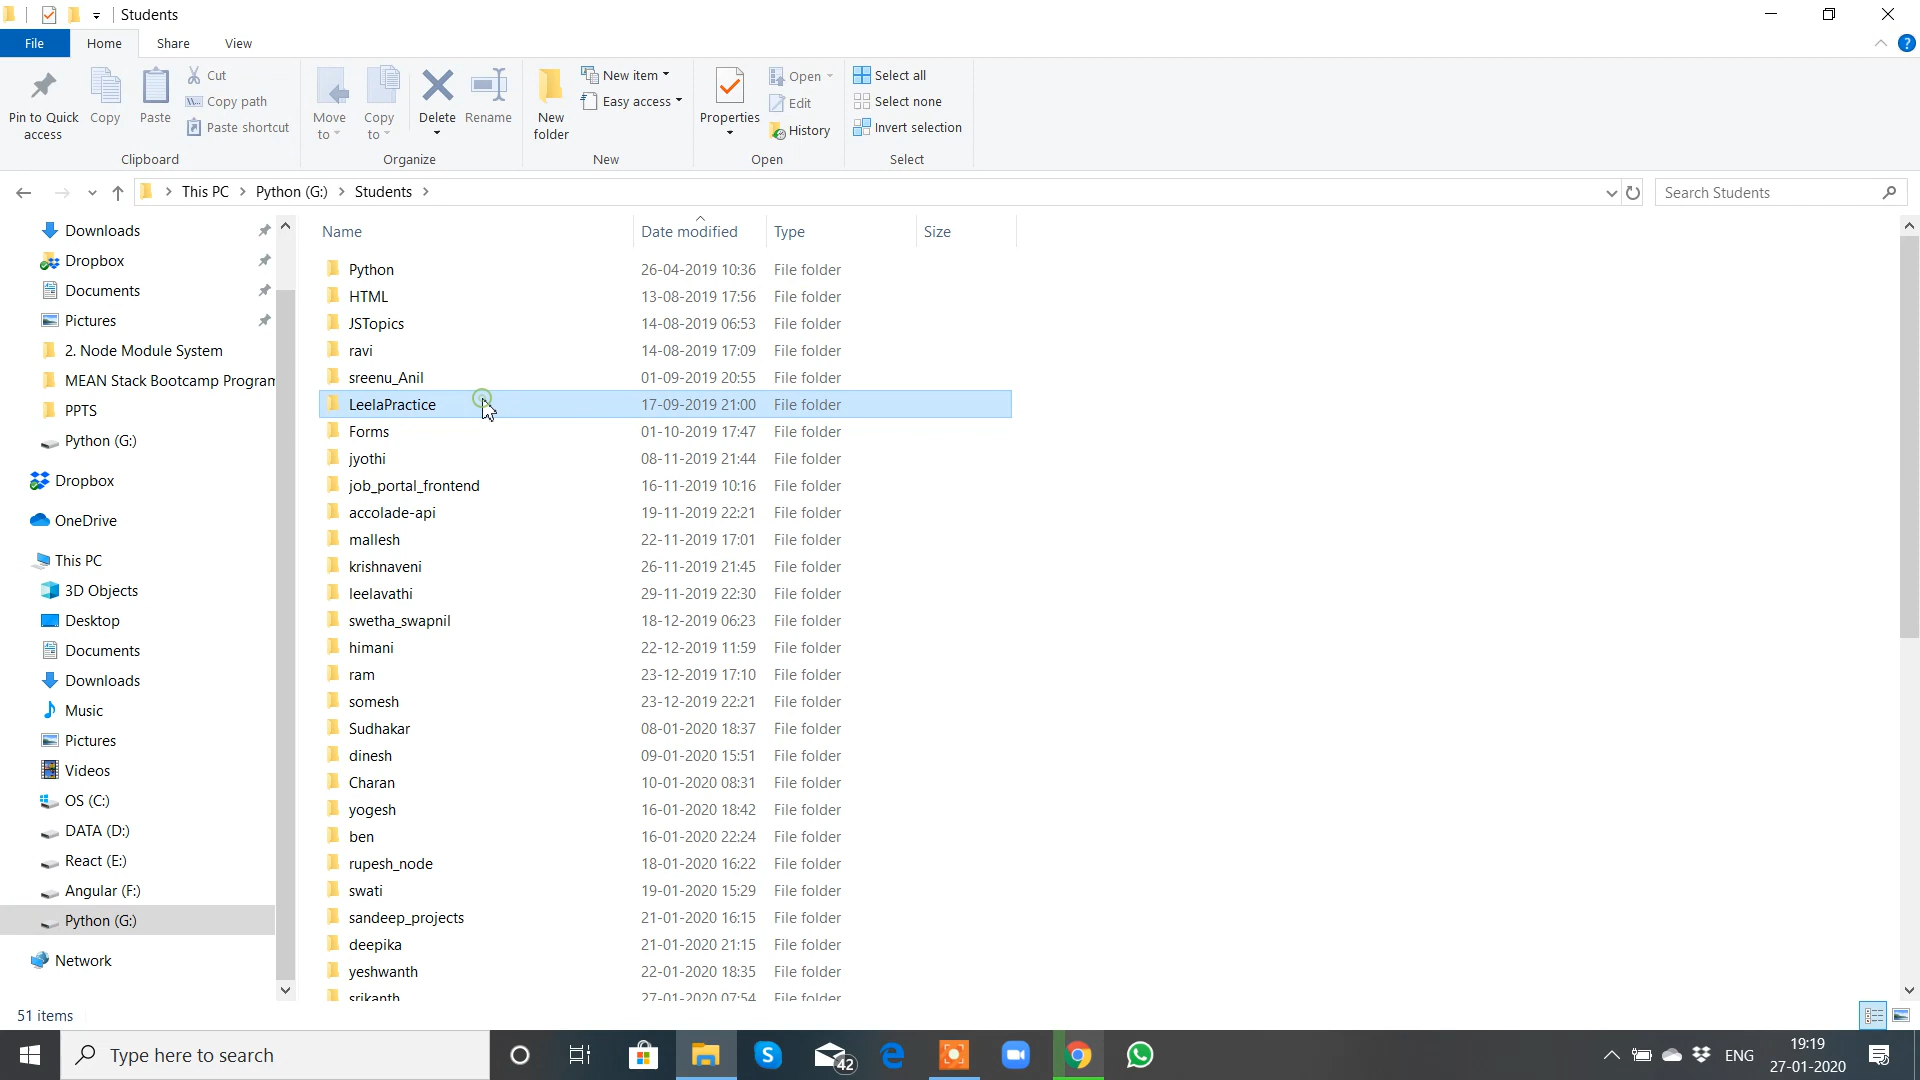 Students
File
Home
Share
View
Pin to Quick access
Copy
Paste
Cut
Copy path
Paste shortcut
Clipboard
Move to
Copy to
Delete
Rename
Organize
New folder
New item
Easy access
New
Properties
Open
Edit
History
Open
Select all
Select none
Invert selection
Select
This PC
Python (G:)
Students
Search Students
Downloads
Dropbox
Documents
Pictures
2. Node Module System
MEAN Stack Bootcamp Program
PPTS
Python (G:)
Dropbox
OneDrive
This PC
3D Objects
Desktop
Documents
Downloads
Music
Pictures
Videos
OS (C:)
DATA (D:)
React (E:)
Angular (F:)
Python (G:)
Network
Name Date modified Type Size
Python 26-04-2019 10:36 File folder
HTML 13-08-2019 17:56 File folder
JSTopics 14-08-2019 06:53 File folder
ravi 14-08-2019 17:09 File folder
sreenu_Anil 01-09-2019 20:55 File folder
LeelaPractice 17-09-2019 21:00 File folder
Forms 01-10-2019 17:47 File folder
jyothi 08-11-2019 21:44 File folder
job_portal_frontend 16-11-2019 10:16 File folder
accolade-api 19-11-2019 22:21 File folder
mallesh 22-11-2019 17:01 File folder
krishnaveni 26-11-2019 21:45 File folder
leelavathi 29-11-2019 22:30 File folder
swetha_swapnil 18-12-2019 06:23 File folder
himani 22-12-2019 11:59 File folder
ram 23-12-2019 17:10 File folder
somesh 23-12-2019 22:21 File folder
Sudhakar 08-01-2020 18:37 File folder
dinesh 09-01-2020 15:51 File folder
Charan 10-01-2020 08:31 File folder
yogesh 16-01-2020 18:42 File folder
ben 16-01-2020 22:24 File folder
rupesh_node 18-01-2020 16:22 File folder
swati 19-01-2020 15:29 File folder
sandeep_projects 21-01-2020 16:15 File folder
deepika 21-01-2020 21:15 File folder
yeshwanth 22-01-2020 18:35 File folder
srikanth 27-01-2020 07:54 File folder
51 items
Type here to search
42
ENG
19:19
27-01-2020